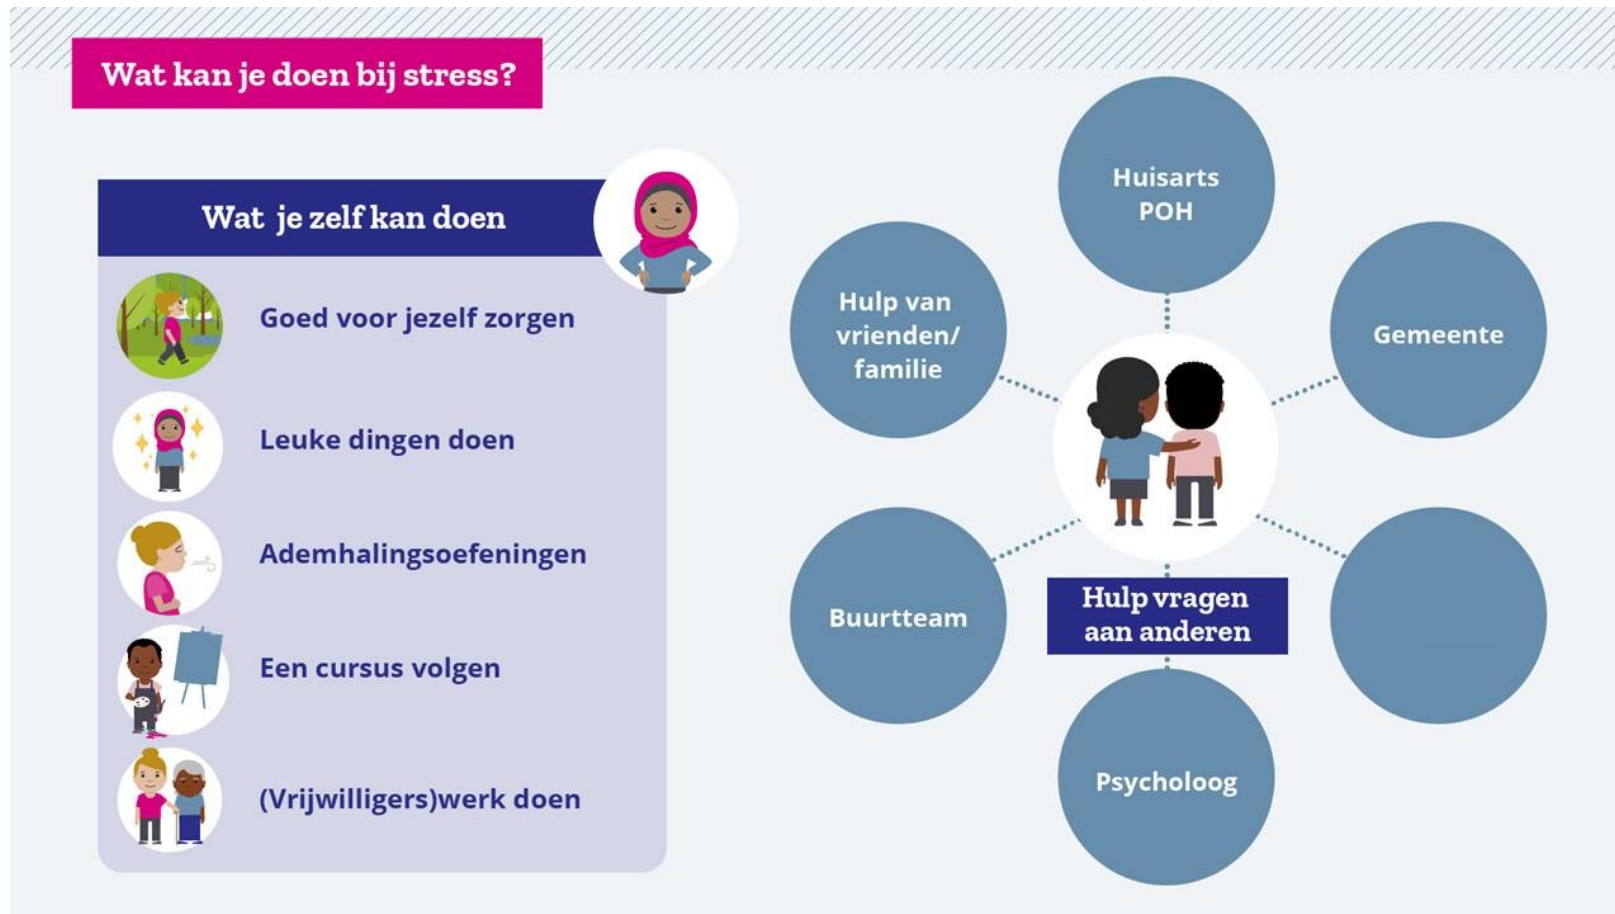 Wat kan je doen bij stress?
Wat je zelf kan doen
Goed voor jezelf zorgen
Leuke dingen doen
Ademhalingsoefeningen
Een cursus volgen
(Vrijwilligers)werk doen
Huisarts
POH
Hulp van
vrienden/
familie
Gemeente
Buurtteam
Hulp vragen
aan anderen
Psycholoog